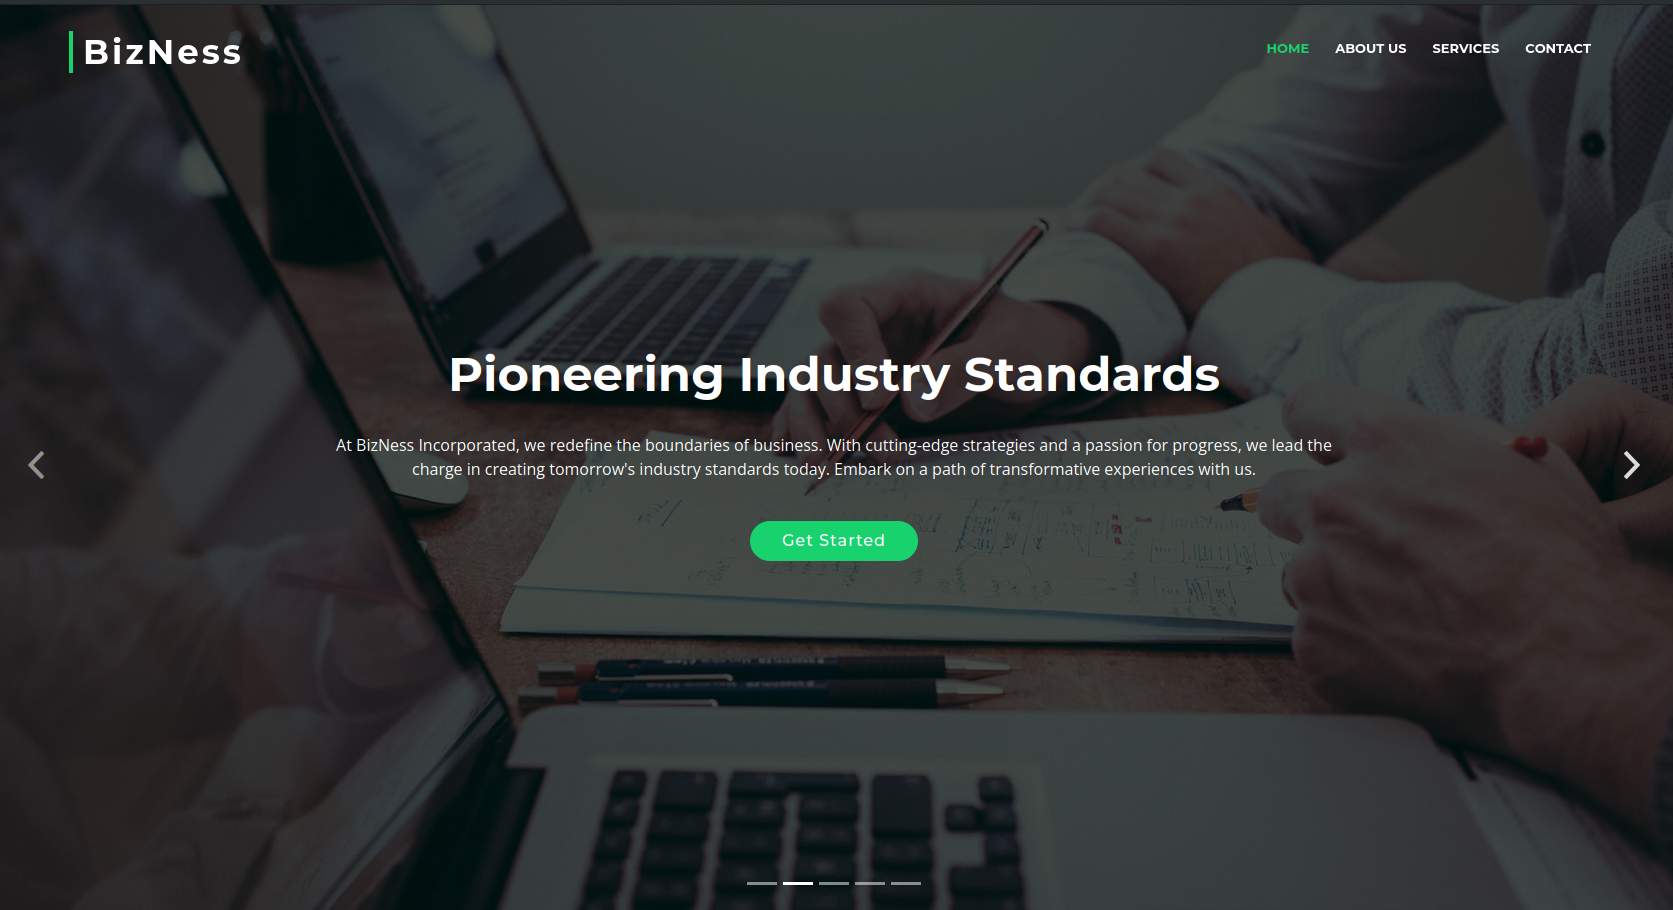 BizNess
HOME ABOUT US SERVICES CONTACT
Pioneering Industry Standards
At BizNess Incorporated, we redefine the boundaries of business. With cutting-edge strategies and a passion for progress, we lead the
charge in creating tomorrow's industry standards today. Embark on a path of transformative experiences with us.
Get Started